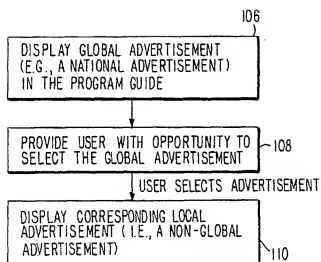 106
DISPLAY GLOBAL ADVERTISEMENT
(E.G., A NATIONAL ADVERTISEMENT)
IN THE PROGRAM GUIDE
PROVIDE USER WITH OPPORTUNITY TO
SELECT THE GLOBAL ADVERTISEMENT
108
USER SELECTS ADVERTISEMENT
DISPLAY CORRESPONDING LOCAL
ADVERTISEMENT (I.E., A NON-GLOBAL
ADVERTISEMENT)
110